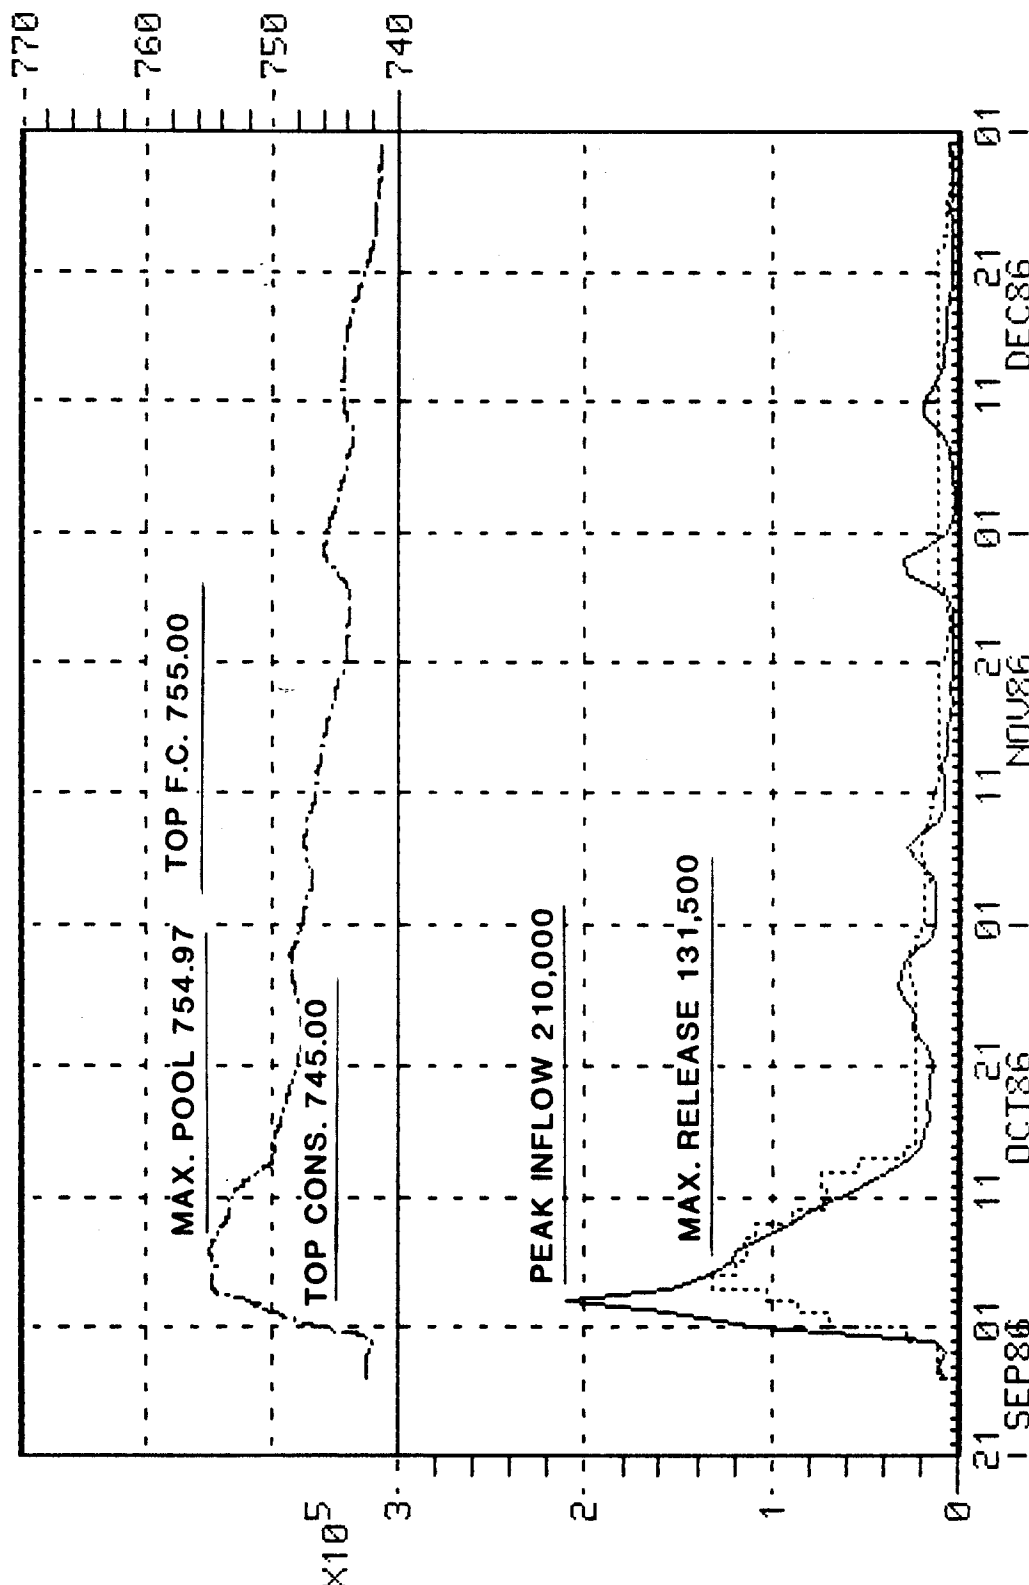 770
760
750
740
MAX. POOL 754.97
TOP F.C. 755.00
TOP CONS. 745.00
X10⁵
3
2
1
0
PEAK INFLOW 210,000
MAX. RELEASE 131,500
21 01 11 21 01 11 21 01 11 21 01
SEP86 OCT86 NOV86 DEC86